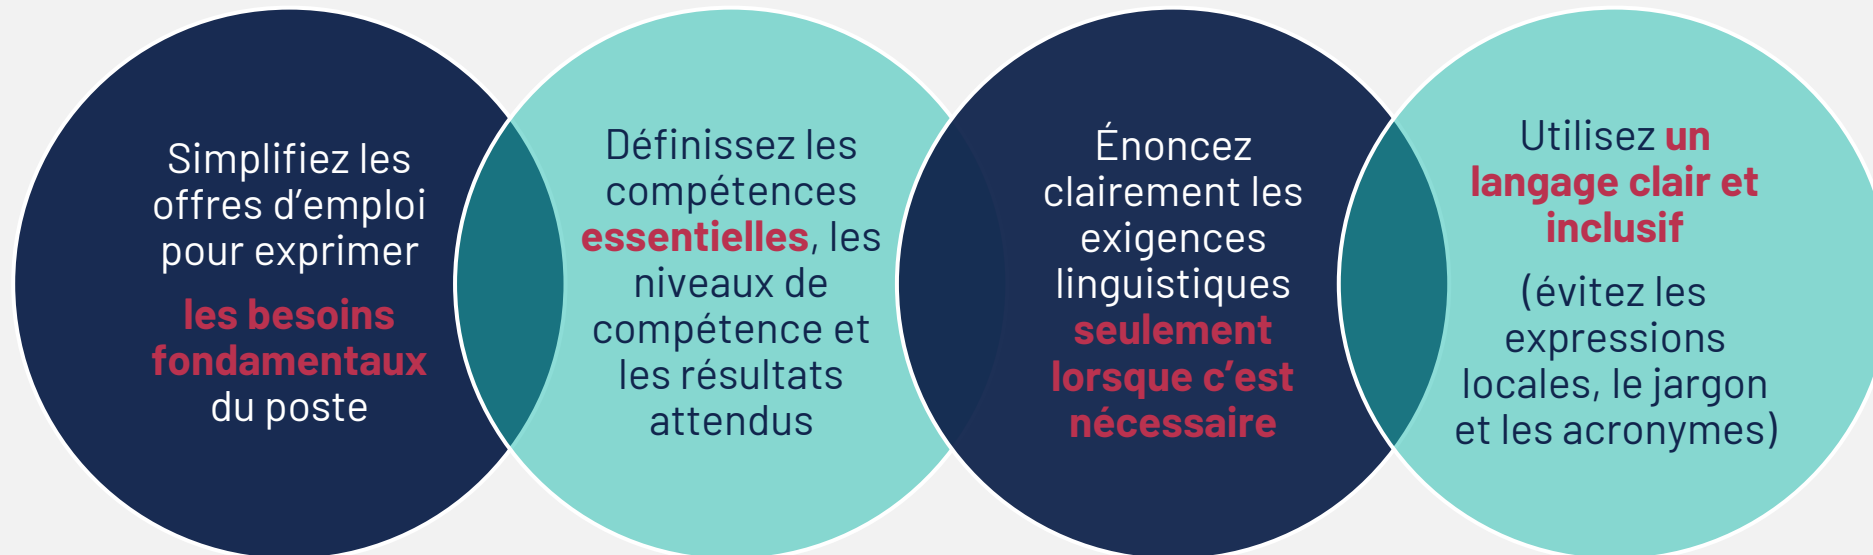 Simplifiez les
offres d’emploi
pour exprimer
les besoins
fondamentaux
du poste
Définissez les
compétences
essentielles, les
niveaux de
compétence et
les résultats
attendus
Énoncez
clairement les
exigences
linguistiques
seulement
lorsque c’est
nécessaire
Utilisez un
langage clair et
inclusif
(évitez les
expressions
locales, le jargon
et les acronymes)